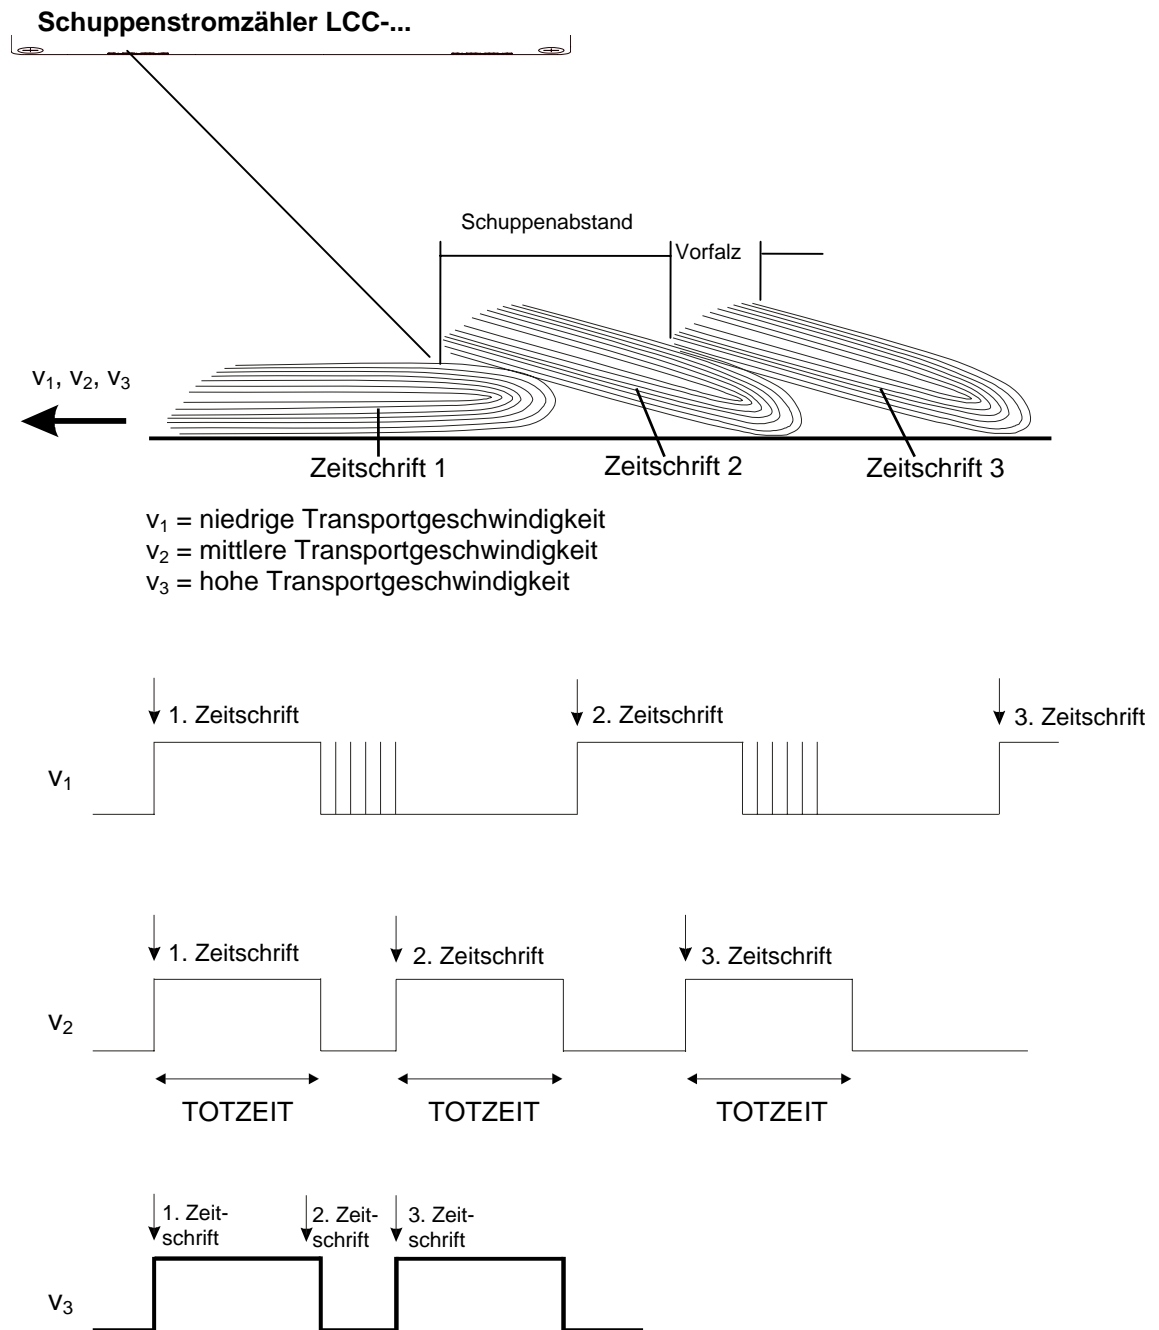 Schuppenstromzähler LCC-...
Schuppenabstand
Vorfalz
v₁, v₂, v₃
Zeitschrift 1
Zeitschrift 2
Zeitschrift 3
v₁ = niedrige Transportgeschwindigkeit
v₂ = mittlere Transportgeschwindigkeit
v₃ = hohe Transportgeschwindigkeit
1. Zeitschrift
2. Zeitschrift
3. Zeitschrift
v₁
1. Zeitschrift
2. Zeitschrift
3. Zeitschrift
v₂
TOTZEIT
TOTZEIT
TOTZEIT
1. Zeit-
schrift
2. Zeit-
schrift
3. Zeit-
schrift
v₃